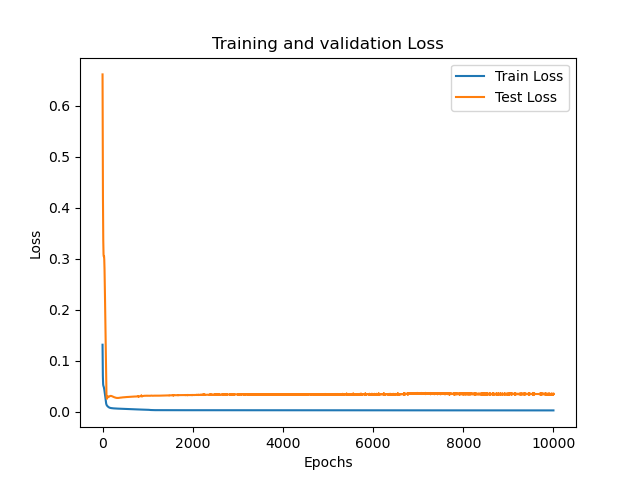 Training and validation Loss
Train Loss
Test Loss
0.6
0.5
0.4
0.3
0.2
0.1
0.0
Loss
0 2000 4000 6000 8000 10000
Epochs